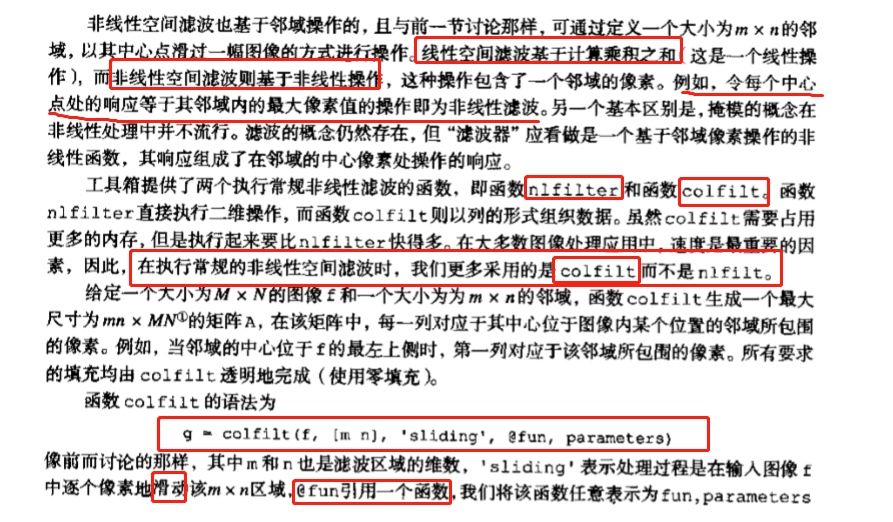 非线性空间滤波也基于邻域操作的，且与前一节讨论那样，可通过定义一个大小为m × n的邻
域，以其中心点滑过一幅图像的方式进行操作。线性空间滤波基于计算乘积之和（这是一个线性操
作），而非线性空间滤波则基于非线性操作，这种操作包含了一个邻域的像素。例如，令每个中心
点处的响应等于其邻域内的最大像素值的操作即为非线性滤波。另一个基本区别是，掩模的概念在
非线性处理中并不流行。滤波的概念仍然存在，但“滤波器”应看做是一个基于邻域像素操作的非
线性函数，其响应组成了在邻域的中心像素处操作的响应。
工具箱提供了两个执行常规非线性滤波的函数，即函数nlfilter和函数colfilt。函数
nlfilter直接执行二维操作，而函数colfilt则以列的形式组织数据。虽然colfilt需要占用
更多的内存，但是执行起来要比nlfilter快得多。在大多数图像处理应用中，速度是最重要的因
素，因此，在执行常规的非线性空间滤波时，我们更多采用的是colfilt而不是nlfilt。
给定一个大小为M × N的图像f和一个大小为为m × n的邻域，函数colfilt生成一个最大
尺寸为mn × MN①的矩阵A，在该矩阵中，每一列对应于其中心位于图像内某个位置的邻域所包围
的像素。例如，当邻域的中心位于f的最左上侧时，第一列对应于该邻域所包围的像素。所有要求
的填充均由colfilt透明地完成（使用零填充）。
函数colfilt的语法为
g = colfilt(f, [m n], 'sliding', @fun, parameters)
像前面讨论的那样，其中m和n也是滤波区域的维数，'sliding'表示处理过程是在输入图像f
中逐个像素地滑动该m × n区域，@fun引用一个函数，我们将该函数任意表示为fun,parameters